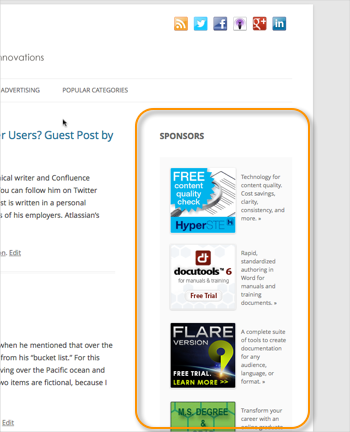 nnovations
ADVERTISING
POPULAR CATEGORIES
r Users? Guest Post by
nical writer and Confluence
You can follow him on Twitter
st is written in a personal
s of his employers. Atlassian's
Edit
when he mentioned that over the
from his "bucket list." For this
ving over the Pacific ocean and
wo items are fictional, because I
Edit
SPONSORS
FREE
content
quality
check
HyperSTE
Technology for
content quality.
Cost savings,
clarity,
consistency, and
more. »
docutools™ 6
for manuals & training
Free Trial
Rapid,
standardized
authoring in
Word for
manuals and
training
documents. »
FLARE
VERSION 9
FREE TRIAL.
LEARN MORE >>
A complete suite
of tools to create
documentation
for any
audience,
language, or
format. »
M.S. DEGREE
&
Transform your
career with an